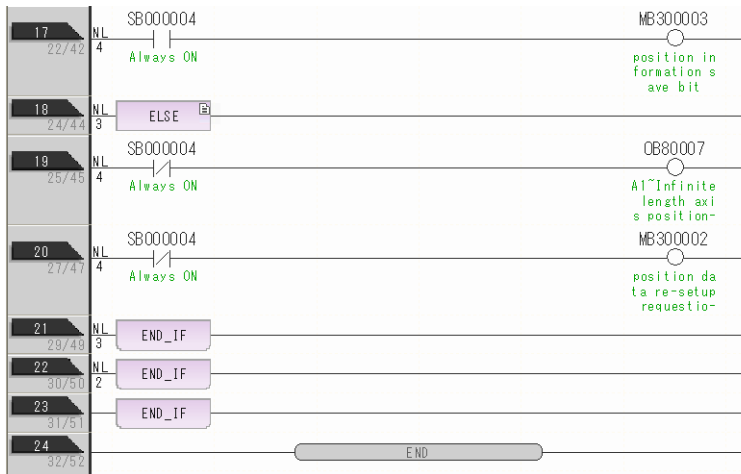 SB000004 MB300003
17 NL
22/42 4 Always ON position in
formation s
ave bit
18 NL ELSE
24/44 3
SB000004 OB80007
19 NL
25/45 4 Always ON A1~Infinite
length axi
s position-
SB000004 MB300002
20 NL
27/47 4 Always ON position da
ta re-setup
requestio-
21 NL END_IF
29/49 3
22 NL END_IF
30/50 2
23 END_IF
31/51
24 END
32/52